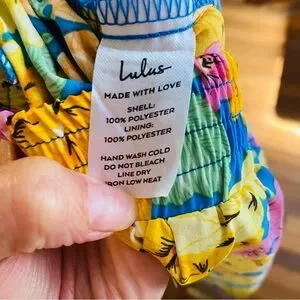 Lulus
MADE WITH LOVE
SHELL:
100% POLYESTER
LINING:
100% POLYESTER
HAND WASH COLD
DO NOT BLEACH
LINE DRY
IRON LOW HEAT